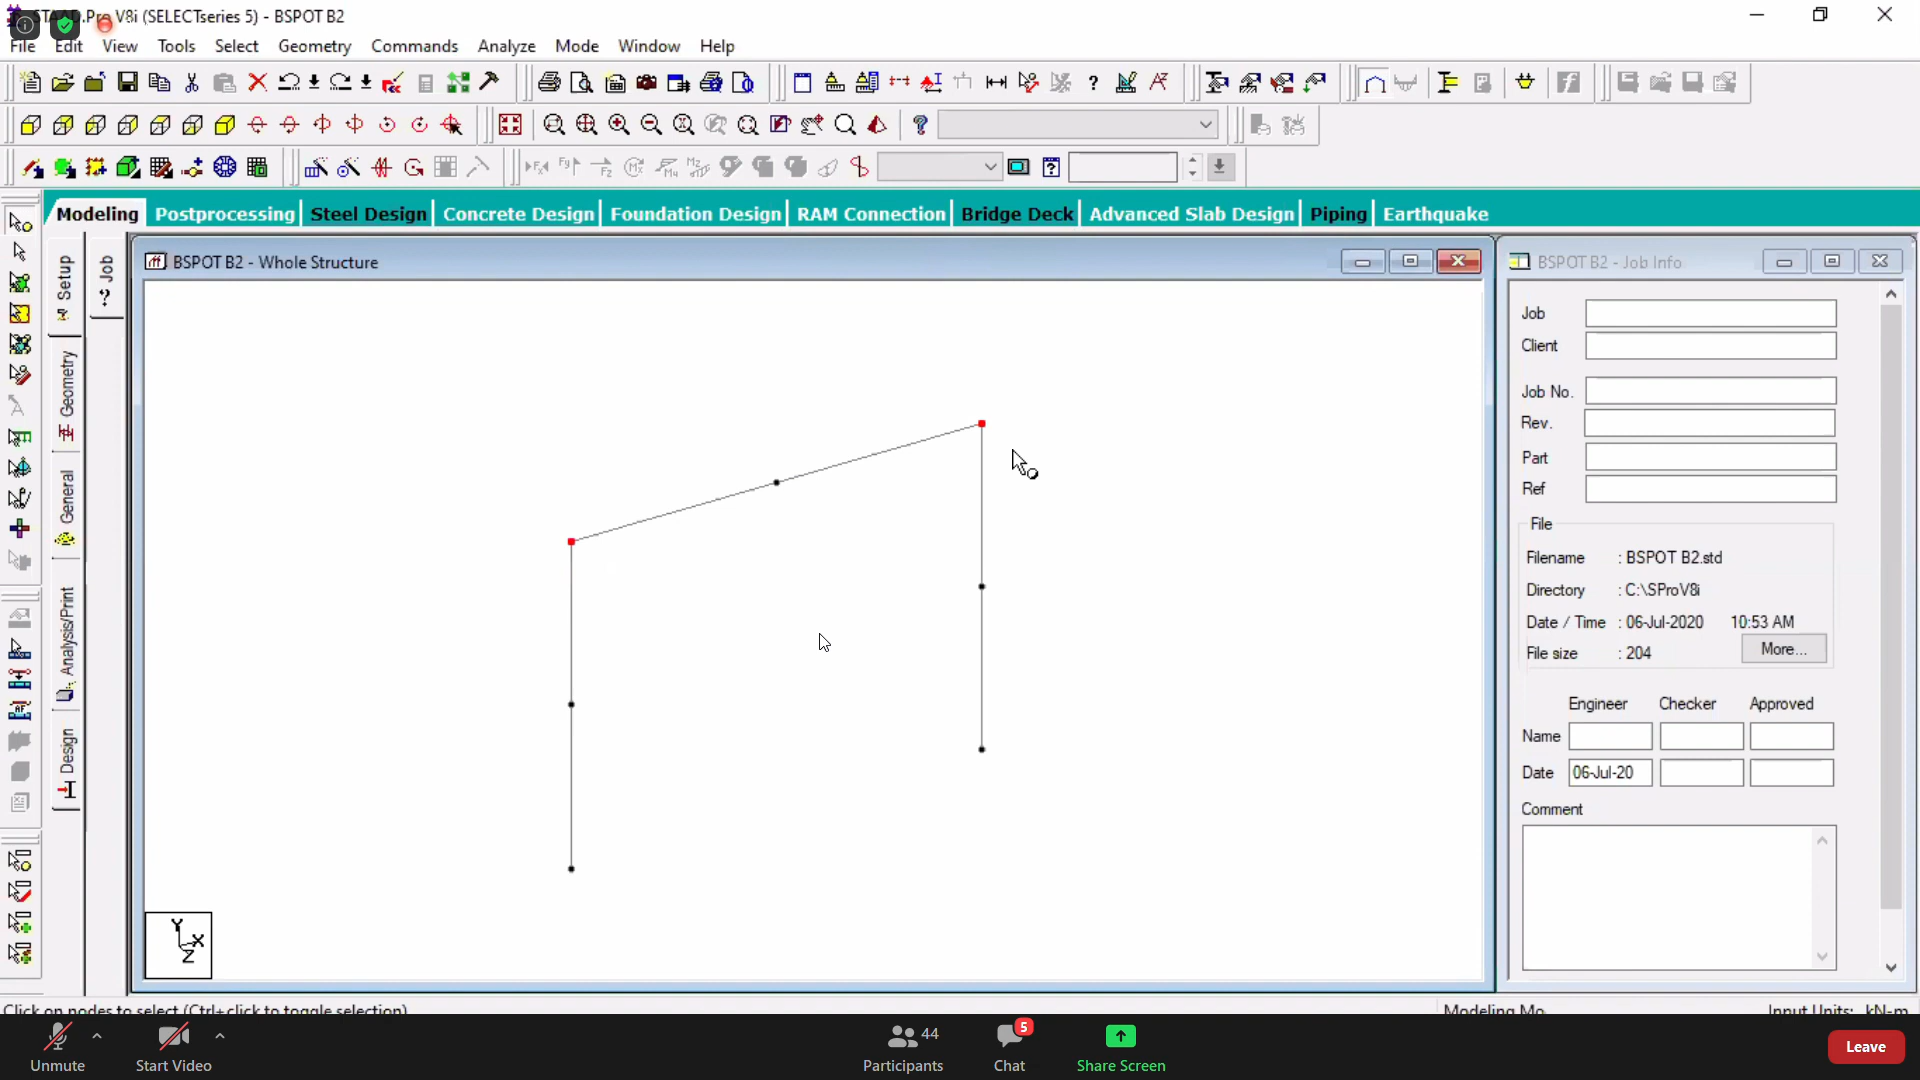 STAAD.Pro V8i (SELECTseries 5) - BSPOT B2
File Edit View Tools Select Geometry Commands Analyze Mode Window Help
Modeling Postprocessing Steel Design Concrete Design Foundation Design RAM Connection Bridge Deck Advanced Slab Design Piping Earthquake
Setup
Geometry
General
Analysis/Print
Design
Job
BSPOT B2 - Whole Structure
Y
X
Z
BSPOT B2 - Job Info
Job
Client
Job No.
Rev.
Part
Ref
File
Filename : BSPOT B2.std
Directory : C:\SProV8i
Date / Time : 06-Jul-2020 10:53 AM
File size : 204
More...
Engineer Checker Approved
Name
Date 06-Jul-20
Comment
Click on nodes to select (Ctrl+click to toggle selection)
Modeling Mo
Input Units: kN-m
Unmute
Start Video
44
Participants
5
Chat
Share Screen
Leave